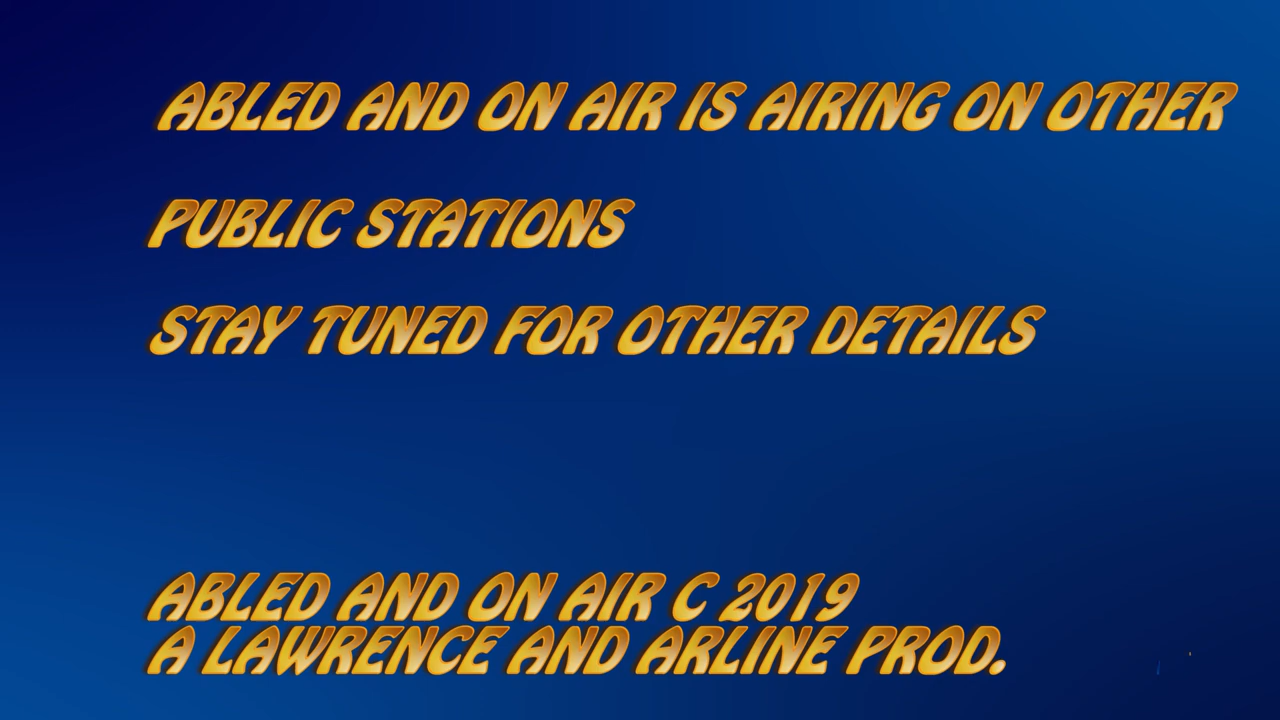 ABLED AND ON AIR IS AIRING ON OTHER
PUBLIC STATIONS
STAY TUNED FOR OTHER DETAILS
ABLED AND ON AIR C 2019
A LAWRENCE AND ARLINE PROD.